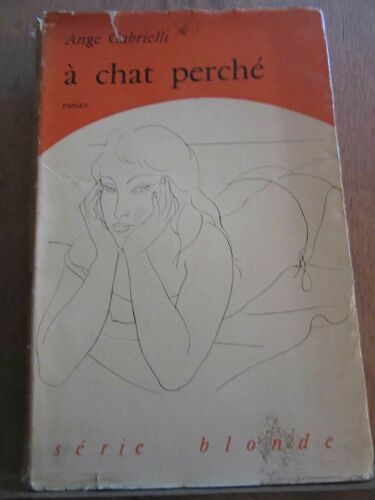 Ange Gabrielli
à chat perché
roman
série blonde